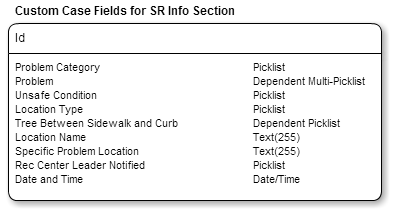 Custom Case Fields for SR Info Section
Id
Problem Category Picklist
Problem Dependent Multi-Picklist
Unsafe Condition Picklist
Location Type Picklist
Tree Between Sidewalk and Curb Dependent Picklist
Location Name Text(255)
Specific Problem Location Text(255)
Rec Center Leader Notified Picklist
Date and Time Date/Time